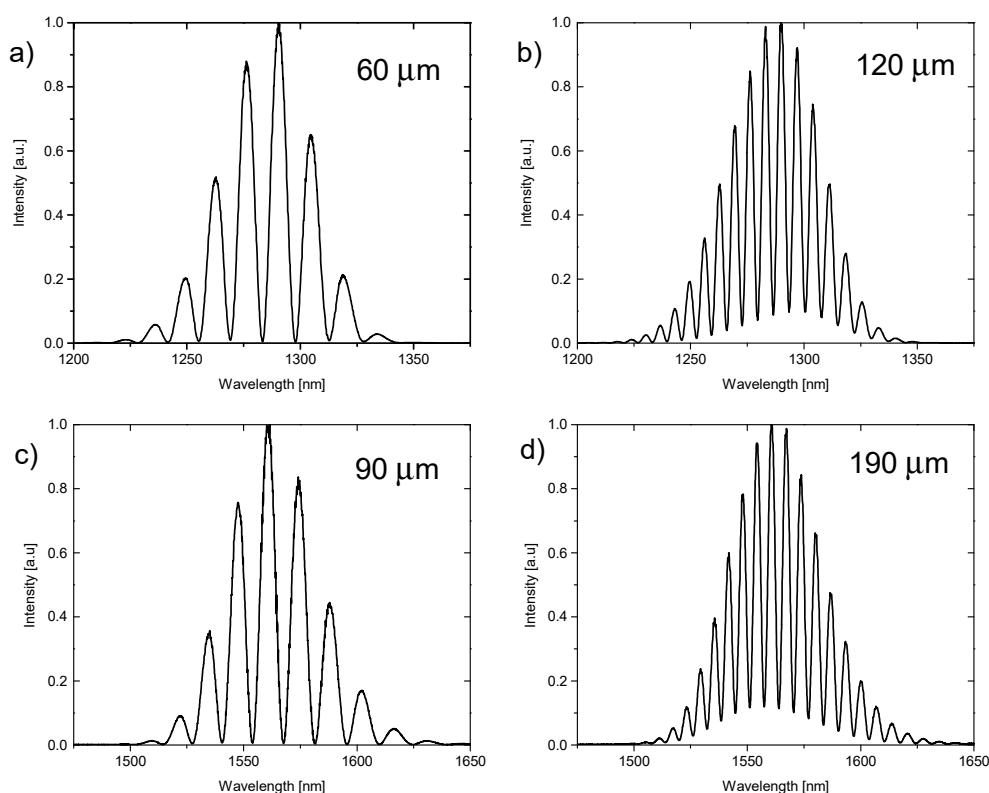 a)
60 μm
1.0
0.8
0.6
0.4
0.2
0.0
Intensity [a.u.]
1200
1250
1300
1350
Wavelength [nm]
b)
120 μm
1.0
0.8
0.6
0.4
0.2
0.0
Intensity [a.u.]
1200
1250
1300
1350
Wavelength [nm]
c)
90 μm
1.0
0.8
0.6
0.4
0.2
0.0
Intensity [a.u]
1500
1550
1600
1650
Wavelength [nm]
d)
190 μm
1.0
0.8
0.6
0.4
0.2
0.0
Intensity [a.u.]
1500
1550
1600
1650
Wavelength [nm]